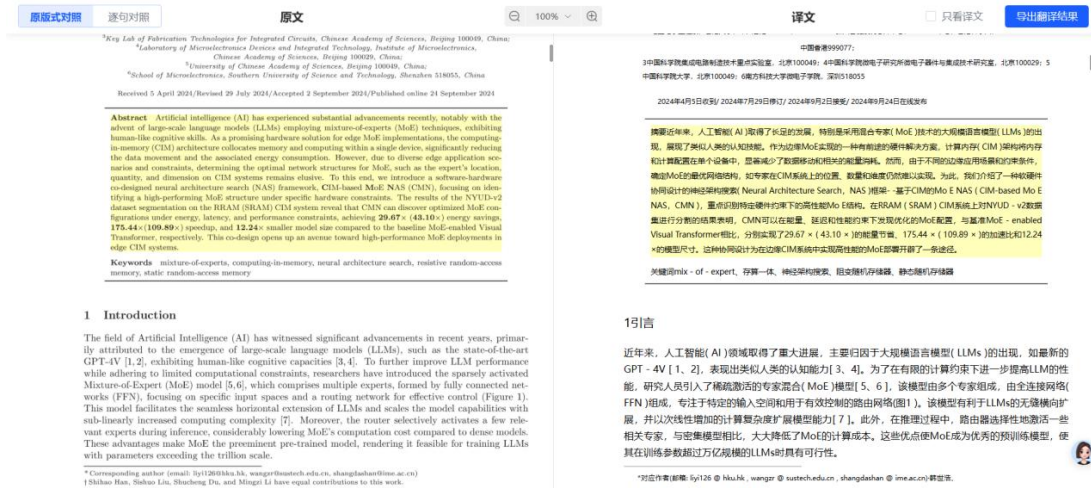 原版式对照
逐句对照
原文
100%
译文
只看译文
导出翻译结果
³Key Lab of Fabrication Technologies for Integrated Circuits, Chinese Academy of Sciences, Beijing 100049, China;
⁴Laboratory of Microelectronics Devices and Integrated Technology, Institute of Microelectronics,
Chinese Academy of Sciences, Beijing 100029, China;
⁵University of Chinese Academy of Sciences, Beijing 100049, China;
⁶School of Microelectronics, Southern University of Science and Technology, Shenzhen 518055, China
Received 5 April 2024/Revised 29 July 2024/Accepted 2 September 2024/Published online 24 September 2024
Abstract Artificial intelligence (AI) has experienced substantial advancements recently, notably with the
advent of large-scale language models (LLMs) employing mixture-of-experts (MoE) techniques, exhibiting
human-like cognitive skills. As a promising hardware solution for edge MoE implementations, the computing-
in-memory (CIM) architecture collocates memory and computing within a single device, significantly reducing
the data movement and the associated energy consumption. However, due to diverse edge application sce-
narios and constraints, determining the optimal network structures for MoE, such as the expert's location,
quantity, and dimension on CIM systems remains elusive. To this end, we introduce a software-hardware
co-designed neural architecture search (NAS) framework, CIM-based MoE NAS (CMN), focusing on iden-
tifying a high-performing MoE structure under specific hardware constraints. The results of the NYUD-v2
dataset segmentation on the RRAM (SRAM) CIM system reveal that CMN can discover optimized MoE con-
figurations under energy, latency, and performance constraints, achieving 29.67× (43.10×) energy savings,
175.44×(109.89×) speedup, and 12.24× smaller model size compared to the baseline MoE-enabled Visual
Transformer, respectively. This co-design opens up an avenue toward high-performance MoE deployments in
edge CIM systems.
Keywords mixture-of-experts, computing-in-memory, neural architecture search, resistive random-access
memory, static random-access memory
1 Introduction
The field of Artificial Intelligence (AI) has witnessed significant advancements in recent years, primar-
ily attributed to the emergence of large-scale language models (LLMs), such as the state-of-the-art
GPT-4V [1,2], exhibiting human-like cognitive capacities [3,4]. To further improve LLM performance
while adhering to limited computational constraints, researchers have introduced the sparsely activated
Mixture-of-Expert (MoE) model [5,6], which comprises multiple experts, formed by fully connected net-
works (FFN), focusing on specific input spaces and a routing network for effective control (Figure 1).
This model facilitates the seamless horizontal extension of LLMs and scales the model capabilities with
sub-linearly increased computing complexity [7]. Moreover, the router selectively activates a few rele-
vant experts during inference, considerably lowering MoE's computation cost compared to dense models.
These advantages make MoE the preeminent pre-trained model, rendering it feasible for training LLMs
with parameters exceeding the trillion scale.
*Corresponding author (email: liyi126@hku.hk, wangzr@sustech.edu.cn, shangdashan@ime.ac.cn)
†Shihao Han, Sishuo Liu, Shucheng Du, and Mingzi Li have equal contributions to this work.
中国香港999077;
3中国科学院集成电路制造技术重点实验室，北京100049；4中国科学院微电子研究所微电子器件与集成技术研究室，北京100029；5
中国科学院大学，北京100049；6南方科技大学微电子学院，深圳518055
2024年4月5日收到/ 2024年7月29日修订/ 2024年9月2日接受/ 2024年9月24日在线发布
摘要近年来，人工智能( AI )取得了长足的发展，特别是采用混合专家( MoE )技术的大规模语言模型( LLMs )的出
现，展现了类似人类的认知技能。作为边缘MoE实现的一种有前途的硬件解决方案，计算内存( CIM )架构将内存
和计算配置在单个设备中，显著减少了数据移动和相关的能量消耗。然而，由于不同的边缘应用场景和约束条件，
确定MoE的最优网络结构，如专家在CIM系统上的位置、数量和维度仍然难以实现。为此，我们介绍了一种软硬件
协同设计的神经架构搜索( Neural Architecture Search，NAS )框架- -基于CIM的Mo E NAS ( CIM-based Mo E
NAS，CMN )，重点识别特定硬件约束下的高性能Mo E结构。在RRAM ( SRAM ) CIM系统上对NYUD - v2数据
集进行分割的结果表明，CMN可以在能量、延迟和性能约束下发现优化的MoE配置，与基准MoE - enabled
Visual Transformer相比，分别实现了29.67 × ( 43.10 × )的能量节省，175.44 × ( 109.89 × )的加速比和12.24
×的模型尺寸。这种协同设计为在边缘CIM系统中实现高性能的MoE部署开辟了一条途径。
关键词mix - of - expert、存算一体、神经架构搜索、阻变随机存储器、静态随机存储器
1引言
近年来，人工智能( AI )领域取得了重大进展，主要归因于大规模语言模型( LLMs )的出现，如最新的
GPT - 4V [ 1，2]，表现出类似人类的认知能力[ 3，4]。为了在有限的计算约束下进一步提高LLM的性
能，研究人员引入了稀疏激活的专家混合( MoE )模型[ 5，6 ]，该模型由多个专家组成，由全连接网络(
FFN )组成，专注于特定的输入空间和用于有效控制的路由网络(图1 )。该模型有利于LLMs的无缝横向扩
展，并以次线性增加的计算复杂度扩展模型能力[ 7 ]。此外，在推理过程中，路由器选择性地激活一些
相关专家，与密集模型相比，大大降低了MoE的计算成本。这些优点使MoE成为优秀的预训练模型，使
其在训练参数超过万亿规模的LLMs时具有可行性。
*对应作者(邮箱: liyi126 @ hku.hk , wangzr @ sustech.edu.cn , shangdashan @ ime.ac.cn)·韩世浩、